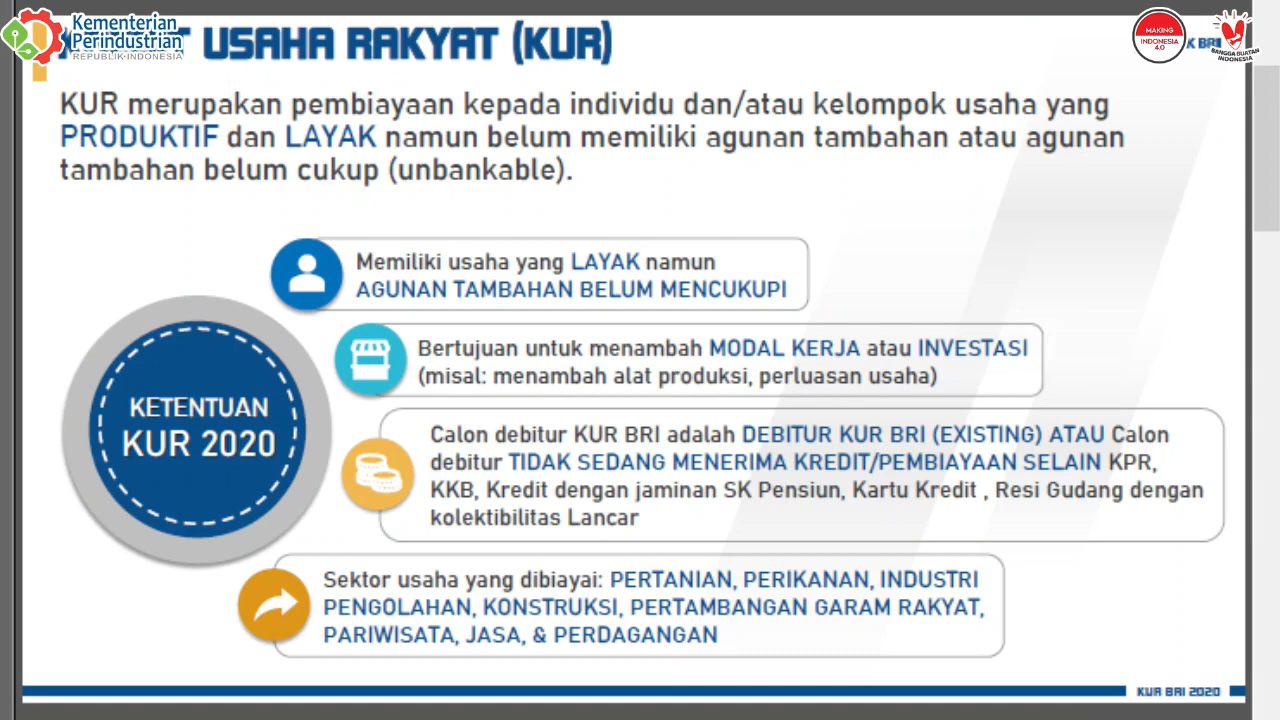 Kementerian
Perindustrian
REPUBLIK INDONESIA
USAHA RAKYAT (KUR)
MAKING
INDONESIA
4.0
BANGGA BUATAN
INDONESIA
BRI
KUR merupakan pembiayaan kepada individu dan/atau kelompok usaha yang
PRODUKTIF dan LAYAK namun belum memiliki agunan tambahan atau agunan
tambahan belum cukup (unbankable).
Memiliki usaha yang LAYAK namun
AGUNAN TAMBAHAN BELUM MENCUKUPI
Bertujuan untuk menambah MODAL KERJA atau INVESTASI
(misal: menambah alat produksi, perluasan usaha)
KETENTUAN
KUR 2020
Calon debitur KUR BRI adalah DEBITUR KUR BRI (EXISTING) ATAU Calon
debitur TIDAK SEDANG MENERIMA KREDIT/PEMBIAYAAN SELAIN KPR,
KKB, Kredit dengan jaminan SK Pensiun, Kartu Kredit , Resi Gudang dengan
kolektibilitas Lancar
Sektor usaha yang dibiayai: PERTANIAN, PERIKANAN, INDUSTRI
PENGOLAHAN, KONSTRUKSI, PERTAMBANGAN GARAM RAKYAT,
PARIWISATA, JASA, & PERDAGANGAN
KUR BRI 2020